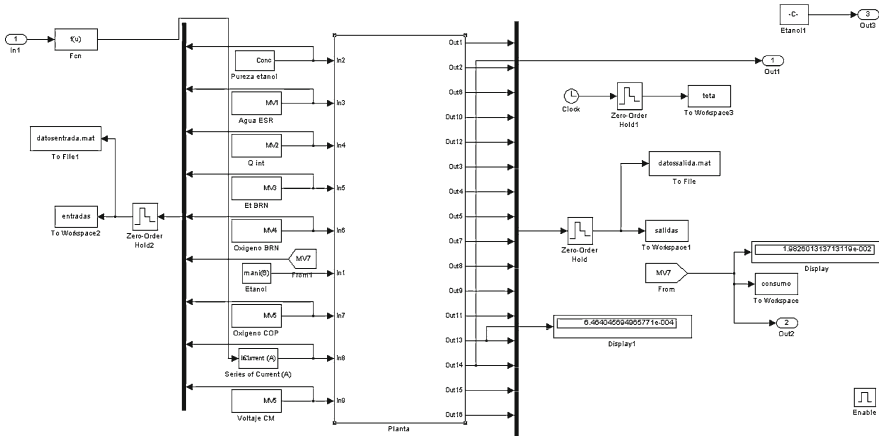 1
In1
f(u)
Fcn
datosentrada.mat
To File1
entradas
To Workspace2
Zero-Order
Hold2
Conc
Pureza etanol
MV1
Agua ESR
MV2
Q int
MV3
Et BRN
MV4
Oxigeno BRN
MV7
From1
mani(8)
Etanol
MV6
Oxigeno COP
Series of Current (A)
MV5
Voltaje CM
In2
In3
In4
In5
In6
In1
In7
In8
In9
Planta
Out1
Out2
Out6
Out10
Out12
Out3
Out4
Out5
Out7
Out8
Out9
Out11
Out13
Out14
Out15
Out16
-C-
Etanol1
3
Out3
1
Out1
Clock
Zero-Order
Hold1
teta
To Workspace3
datossalida.mat
To File
Zero-Order
Hold
salidas
To Workspace1
MV7
From
1.982601313713119e-002
Display
consumo
To Workspace
2
Out2
6.464046694965771e-004
Display1
Enable